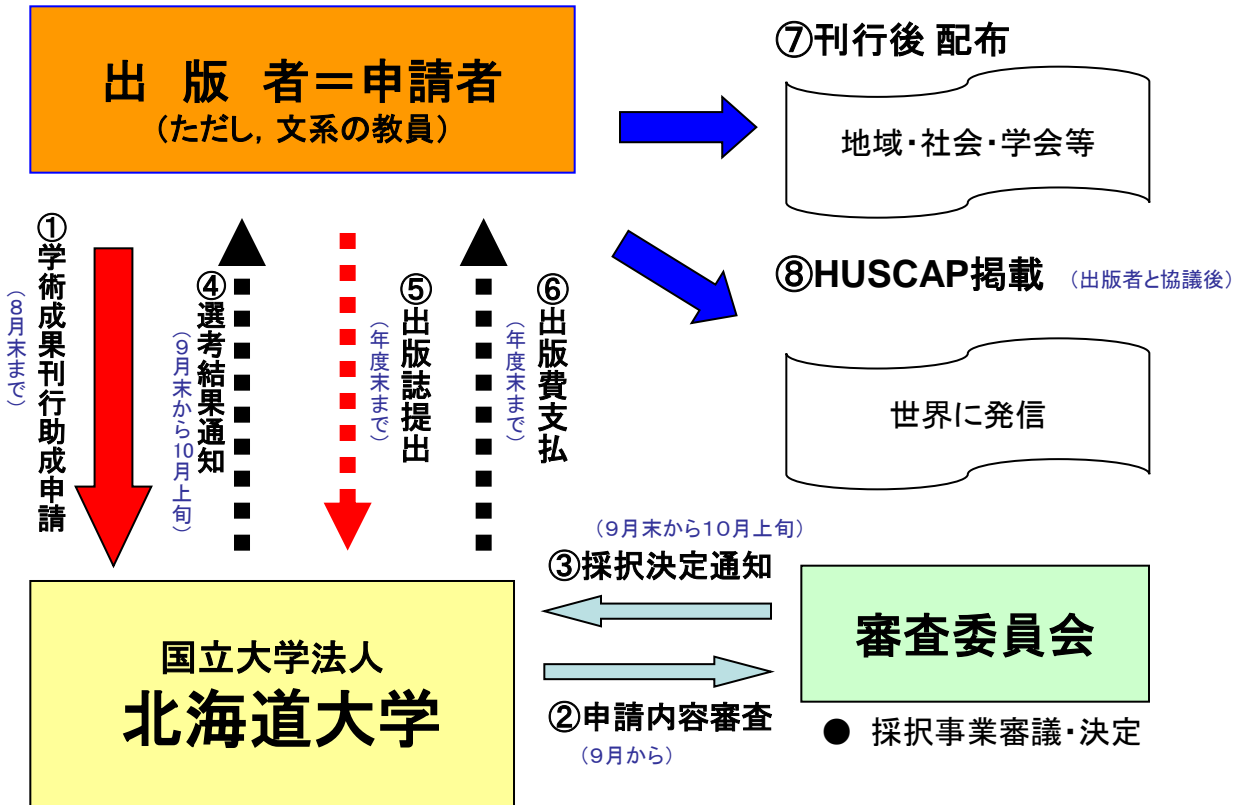 出 版 者＝申請者
（ただし，文系の教員）
⑦刊行後 配布
地域・社会・学会等
⑧HUSCAP掲載 （出版者と協議後）
世界に発信
①学術成果刊行助成申請
（8月末まで）
④選考結果通知
（9月末から10月上旬）
⑤出版誌提出
（年度末まで）
⑥出版費支払
（年度末まで）
（9月末から10月上旬）
③採択決定通知
国立大学法人
北海道大学
②申請内容審査
（9月から）
審査委員会
● 採択事業審議・決定